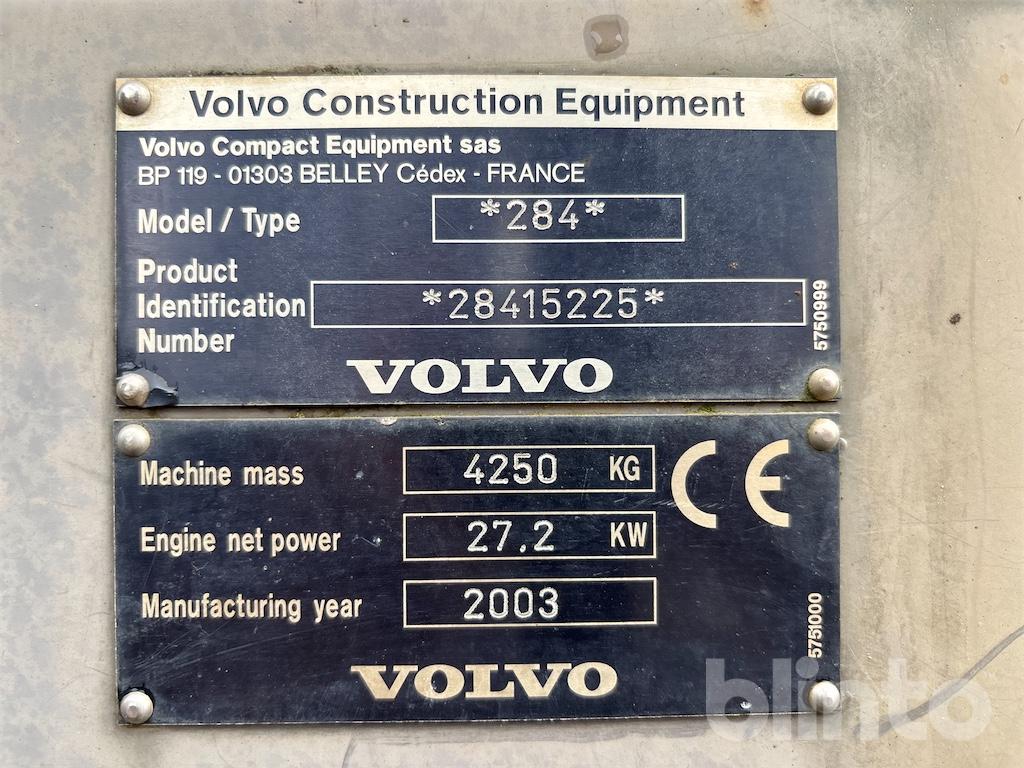 Volvo Construction Equipment
Volvo Compact Equipment sas
BP 119 - 01303 BELLEY Cédex - FRANCE
Model / Type *284*
Product
Identification *28415225*
Number
5750999
VOLVO
Machine mass 4250 KG CE
Engine net power 27.2 KW
Manufacturing year 2003
5751000
VOLVO
blinto